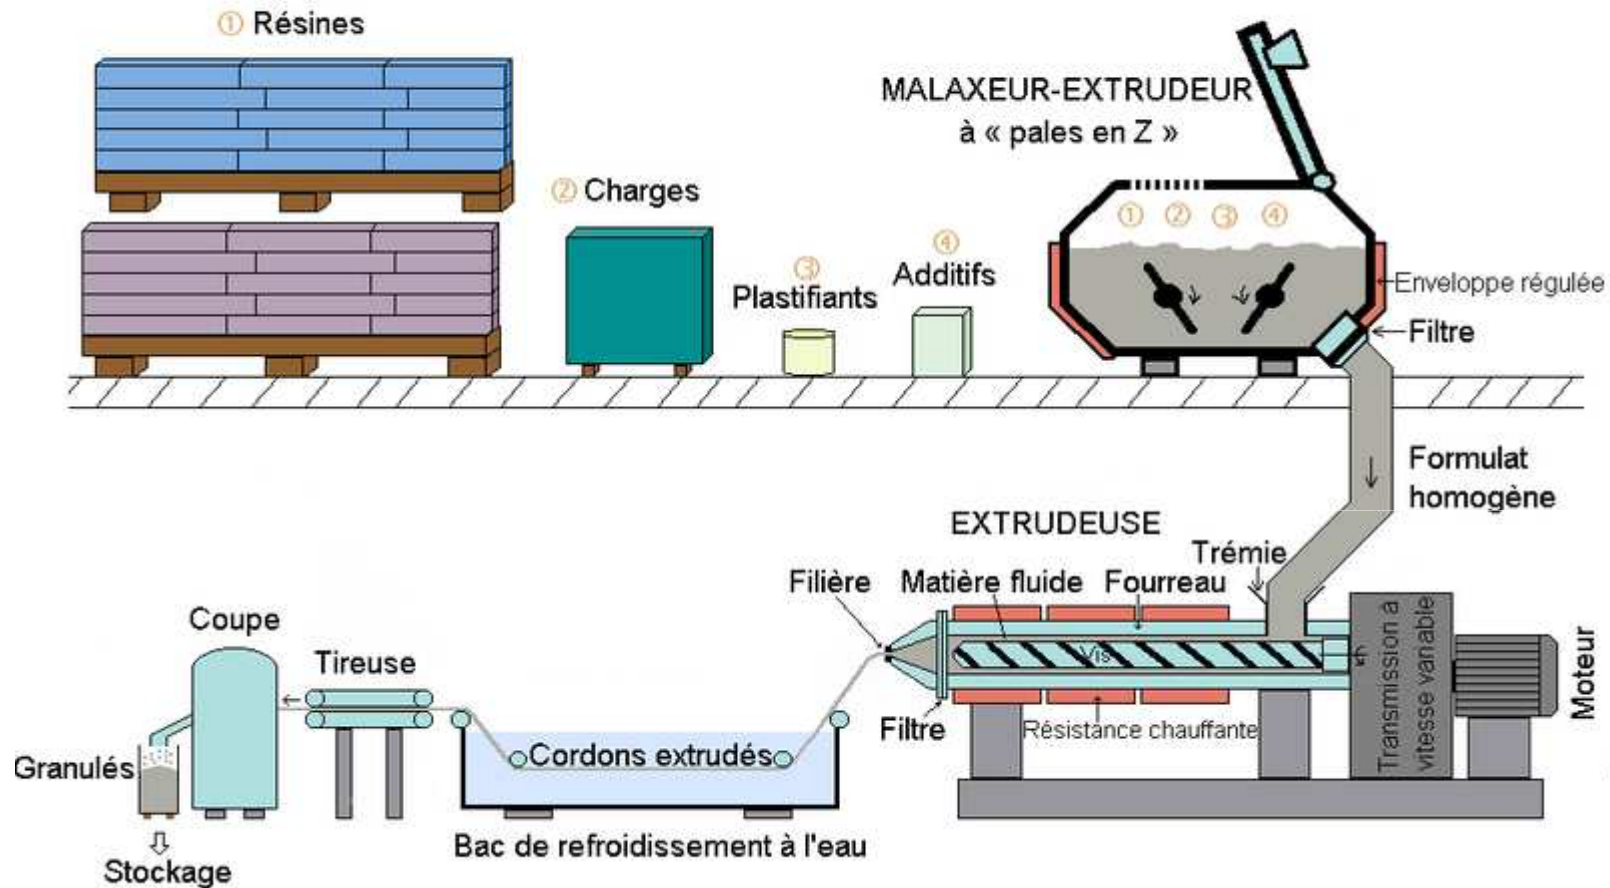 ① Résines
MALAXEUR-EXTRUDEUR
à « pales en Z »
② Charges
① ② ③ ④
④
Additifs
③
Plastifiants
Enveloppe régulée
Filtre
Formulat
homogène
EXTRUDEUSE
Trémie
Filière
Matière fluide
Fourreau
Coupe
Tireuse
Vis
Transmission à
vitesse variable
Moteur
Filtre
Résistance chauffante
Granulés
Cordons extrudés
Bac de refroidissement à l'eau
Stockage